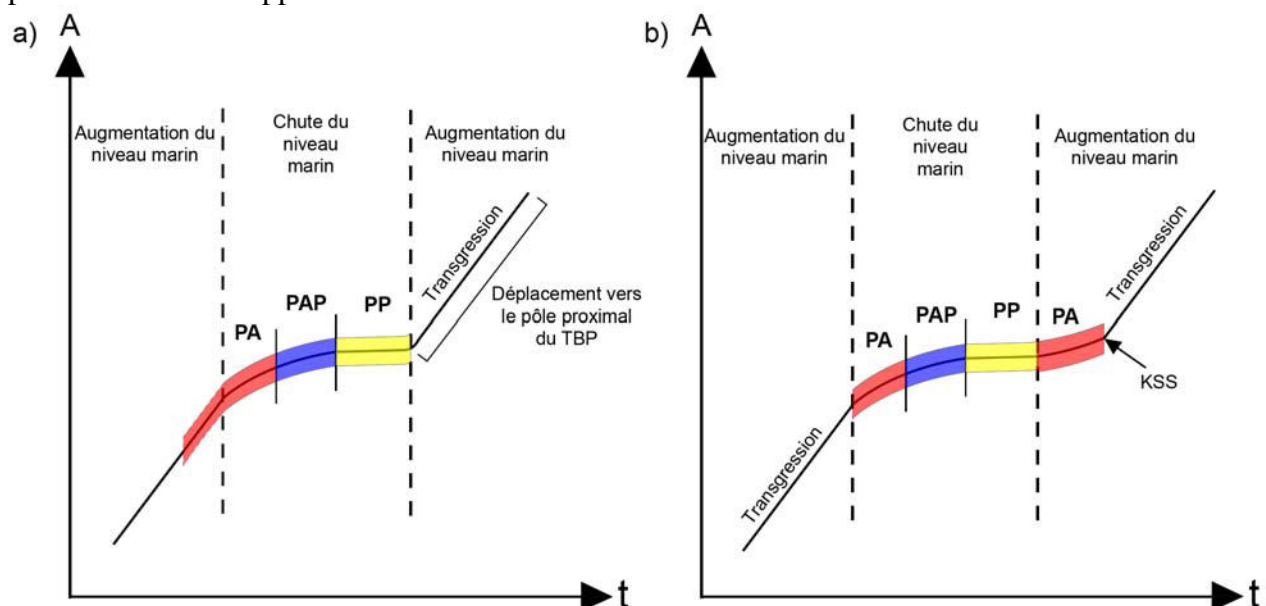 a)
A
Augmentation du
niveau marin
Chute du
niveau
marin
Augmentation du
niveau marin
PA
PAP
PP
Transgression
Déplacement vers
le pôle proximal
du TBP
t
b)
A
Augmentation du
niveau marin
Chute du
niveau
marin
Augmentation du
niveau marin
Transgression
PA
PAP
PP
PA
Transgression
KSS
t